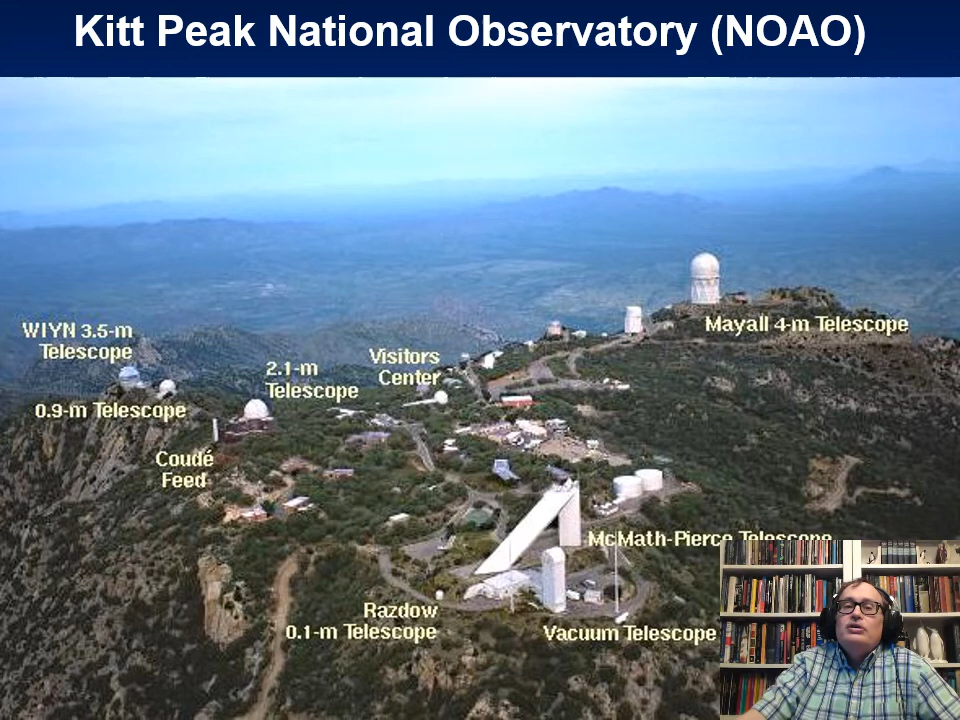 Kitt Peak National Observatory (NOAO)
WIYN 3.5-m
Telescope
0.9-m Telescope
2.1-m
Telescope
Visitors
Center
Mayall 4-m Telescope
Coudé
Feed
McMath-Pierce Telescope
Razdow
0.1-m Telescope
Vacuum Telescope